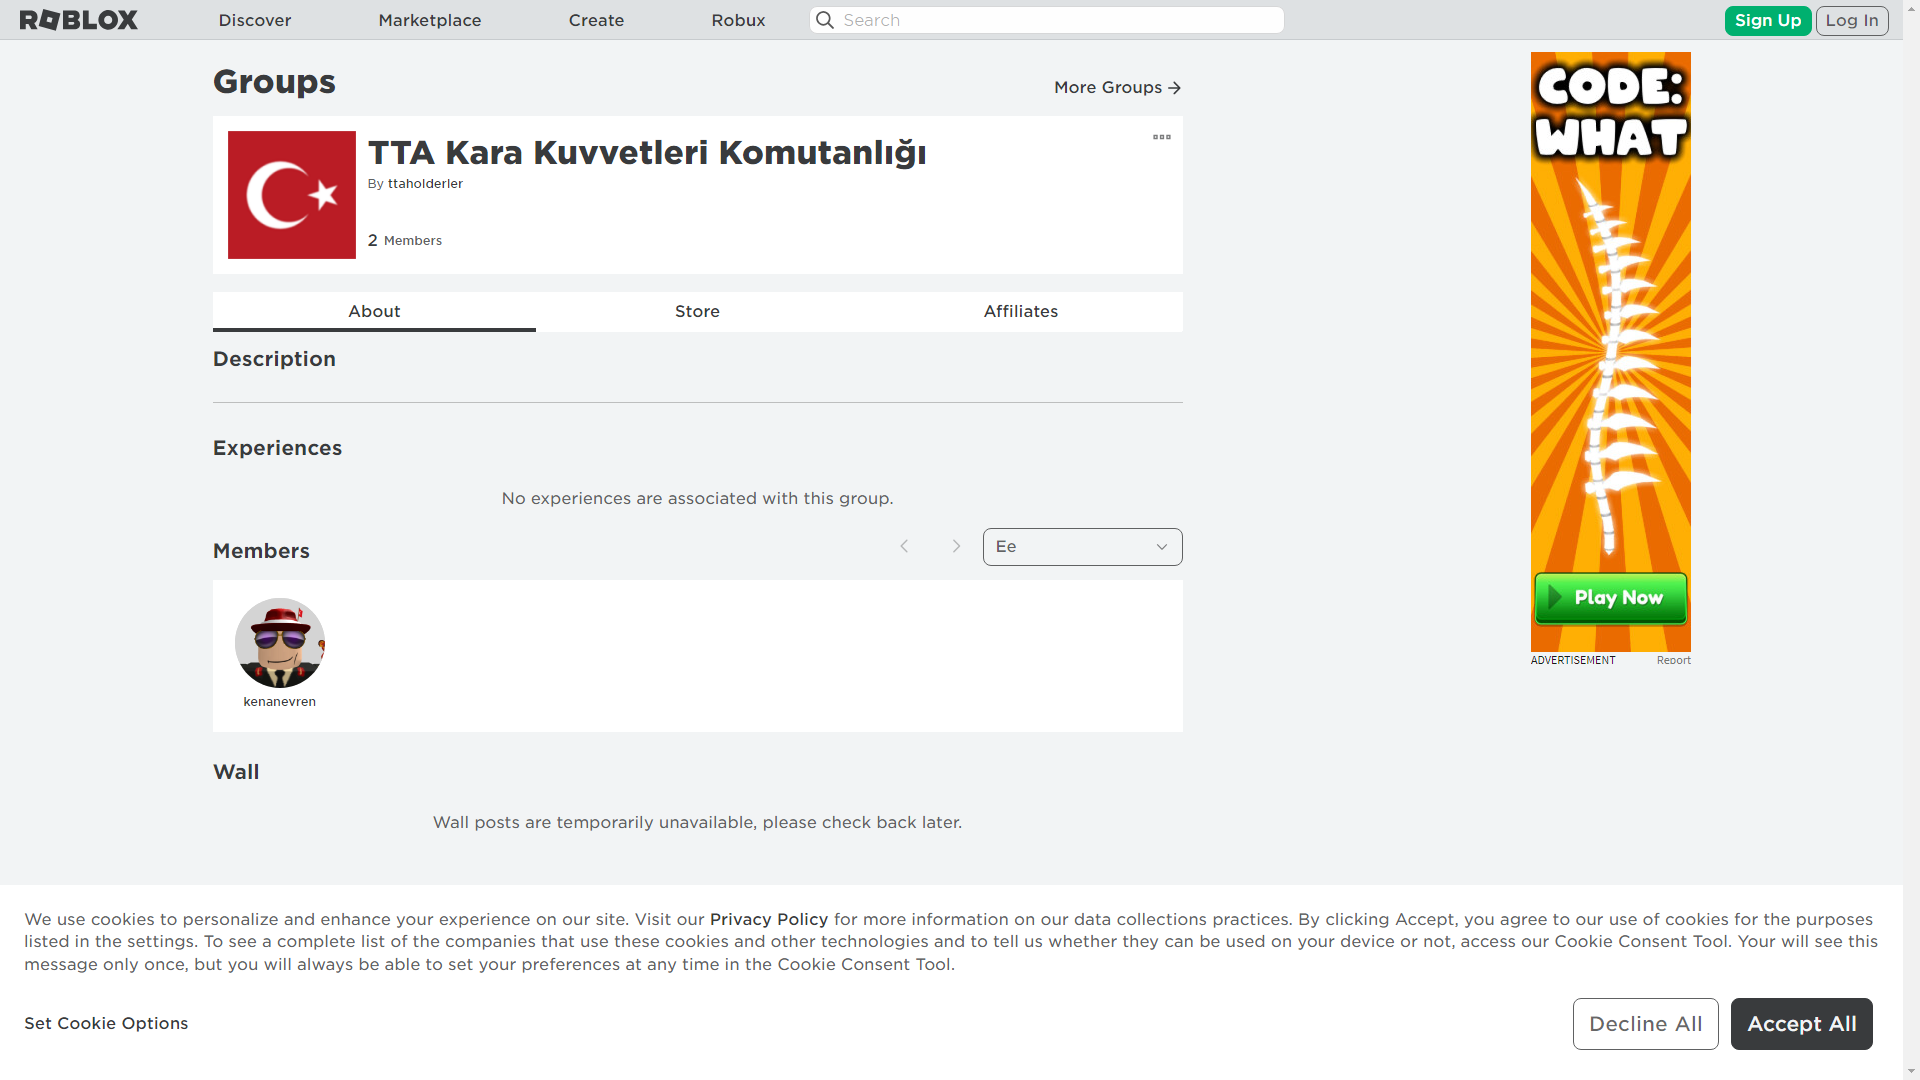 ROBLOX
Discover
Marketplace
Create
Robux
Search
Sign Up
Log In
Groups
More Groups
TTA Kara Kuvvetleri Komutanlığı
By ttaholderler
2 Members
About
Store
Affiliates
Description
Experiences
No experiences are associated with this group.
Members
Ee
kenanevren
Wall
Wall posts are temporarily unavailable, please check back later.
CODE:
WHAT
Play Now
ADVERTISEMENT
Report
We use cookies to personalize and enhance your experience on our site. Visit our Privacy Policy for more information on our data collections practices. By clicking Accept, you agree to our use of cookies for the purposes
listed in the settings. To see a complete list of the companies that use these cookies and other technologies and to tell us whether they can be used on your device or not, access our Cookie Consent Tool. Your will see this
message only once, but you will always be able to set your preferences at any time in the Cookie Consent Tool.
Set Cookie Options
Decline All
Accept All